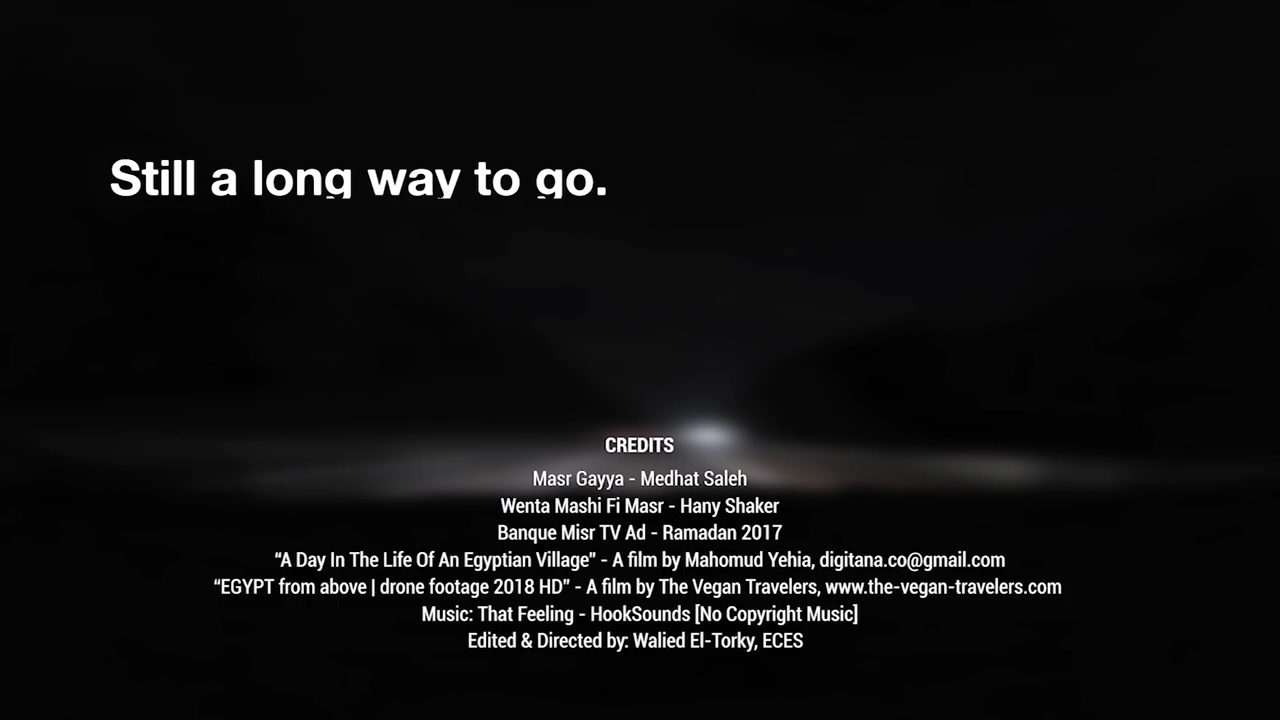 Still a long way to go.
CREDITS
Masr Gayya - Medhat Saleh
Wenta Mashi Fi Masr - Hany Shaker
Banque Misr TV Ad - Ramadan 2017
“A Day In The Life Of An Egyptian Village” - A film by Mahomud Yehia, digitana.co@gmail.com
“EGYPT from above | drone footage 2018 HD” - A film by The Vegan Travelers, www.the-vegan-travelers.com
Music: That Feeling - HookSounds [No Copyright Music]
Edited & Directed by: Walied El-Torky, ECES